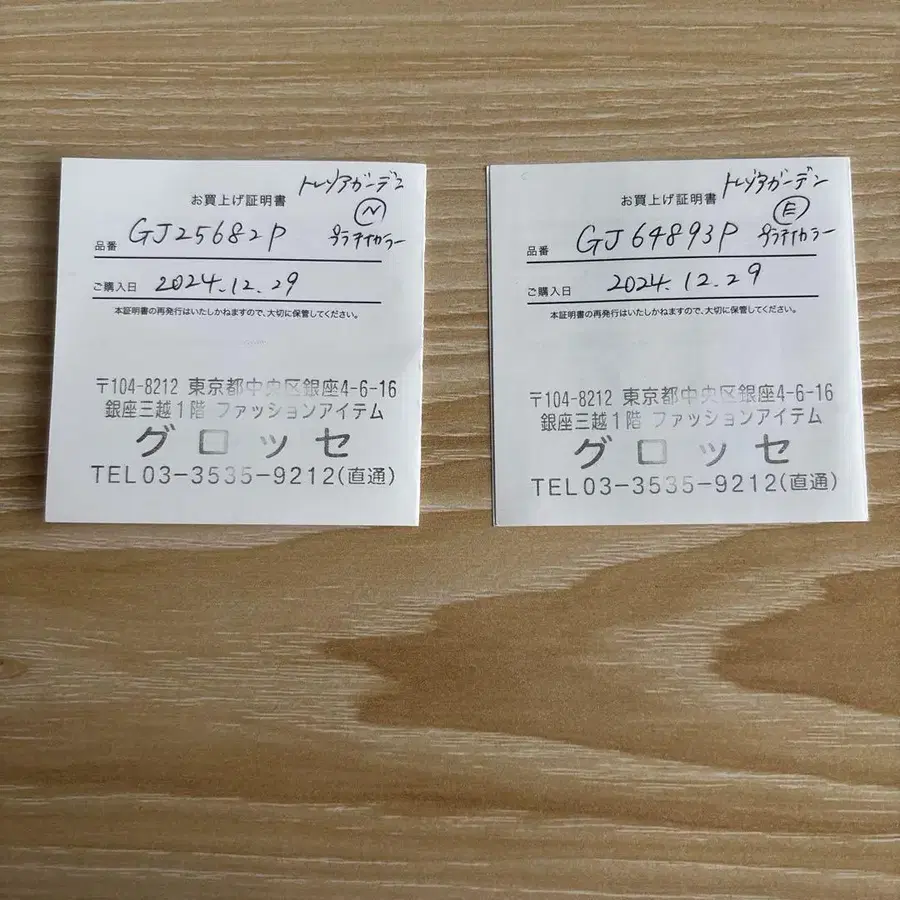 トレゾアガーデン
お買上げ証明書
Ⓝ
品番 GJ25682P プラチナカラー
ご購入日 2024.12.29
本証明書の再発行はいたしかねますので、大切に保管してください。
〒104-8212 東京都中央区銀座4-6-16
銀座三越1階 ファッションアイテム
グロッセ
TEL03-3535-9212(直通)
トレゾアガーデン
お買上げ証明書
Ⓔ
品番 GJ64893P プラチナカラー
ご購入日 2024.12.29
本証明書の再発行はいたしかねますので、大切に保管してください。
〒104-8212 東京都中央区銀座4-6-16
銀座三越1階 ファッションアイテム
グロッセ
TEL03-3535-9212(直通)